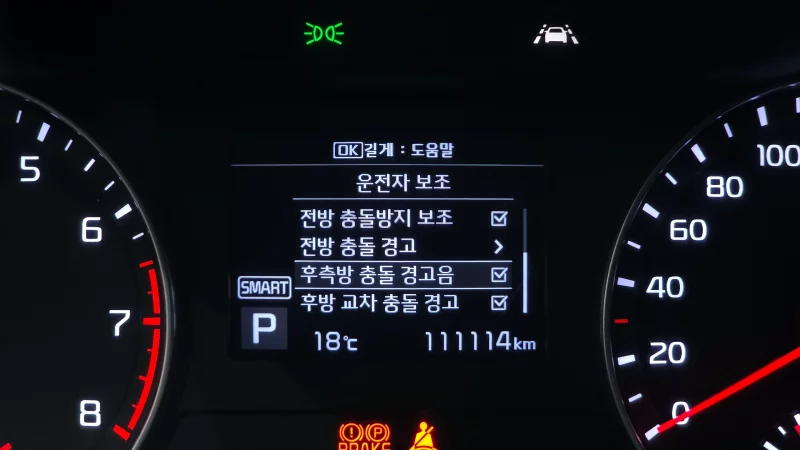 OK 길게 : 도움말
운전자 보조
전방 충돌방지 보조
전방 충돌 경고
후측방 충돌 경고음
후방 교차 충돌 경고
SMART
P
18℃
111114km
5
6
7
8
100
80
60
40
20
0
(!) (P)
BRAKE